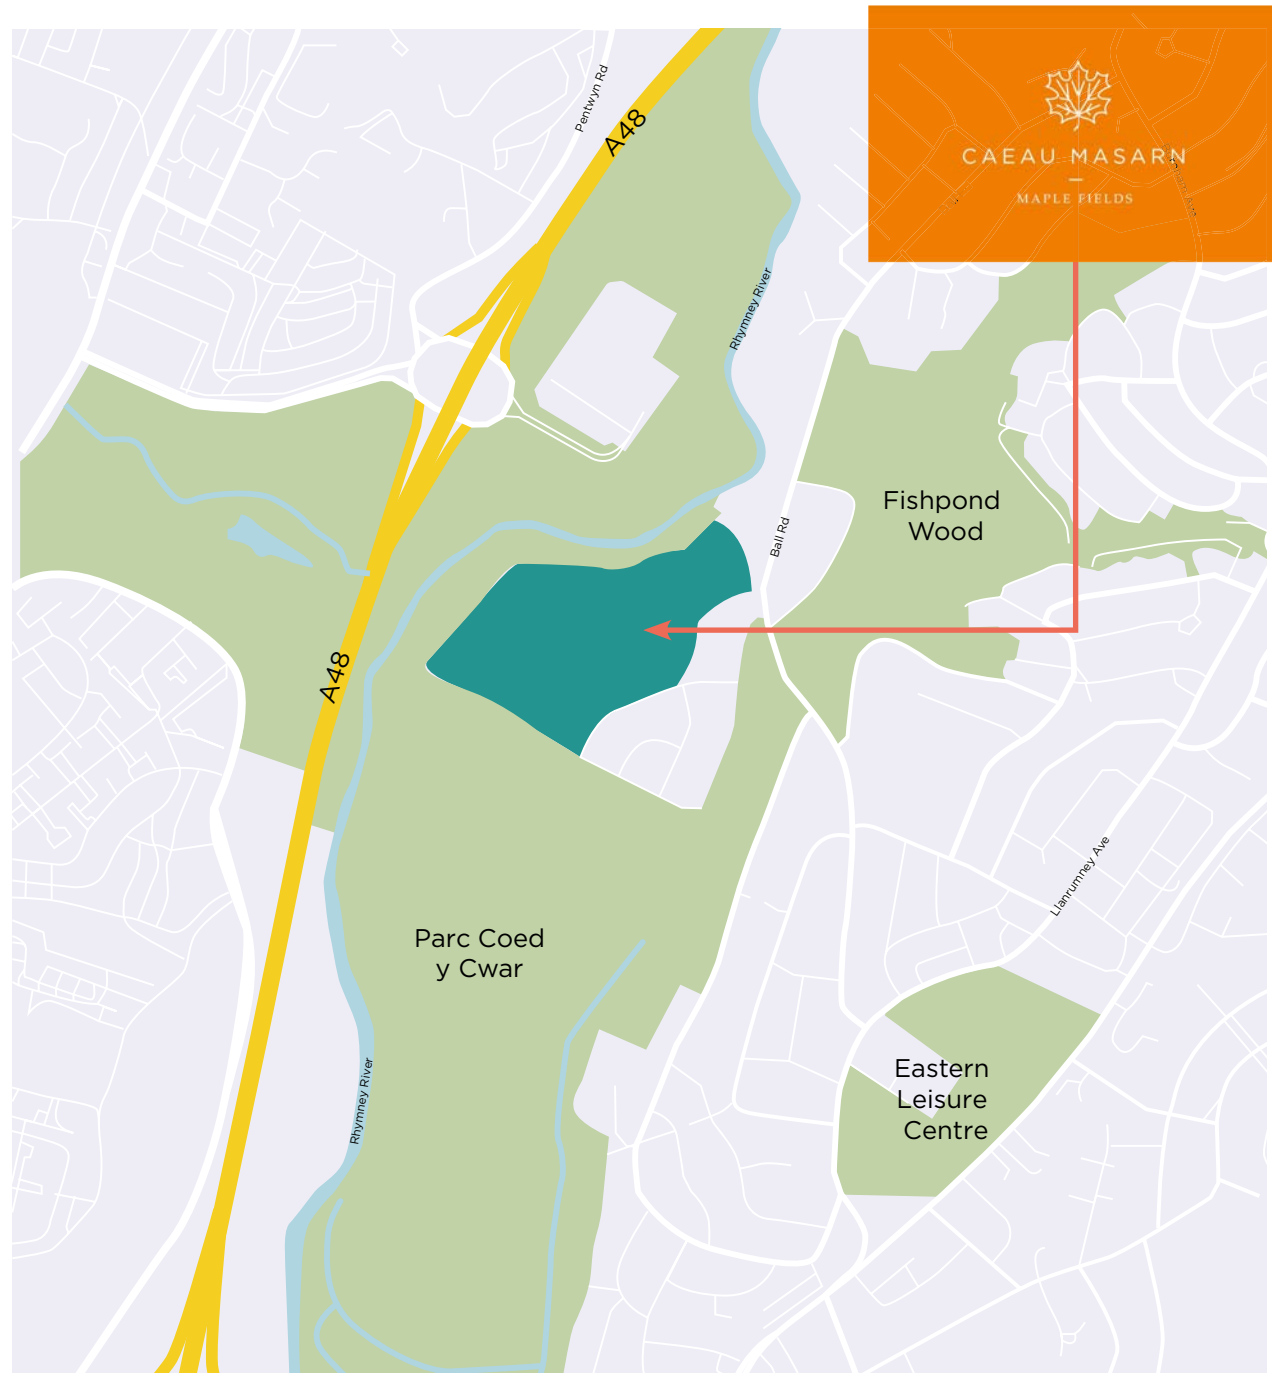 Pentwyn Rd
A48
CAEAU MASARN
MAPLE FIELDS
Rhymney River
Fishpond
Wood
Ball Rd
A48
Llanrumney Ave
Parc Coed
y Cwar
Eastern
Leisure
Centre
Rhymney River